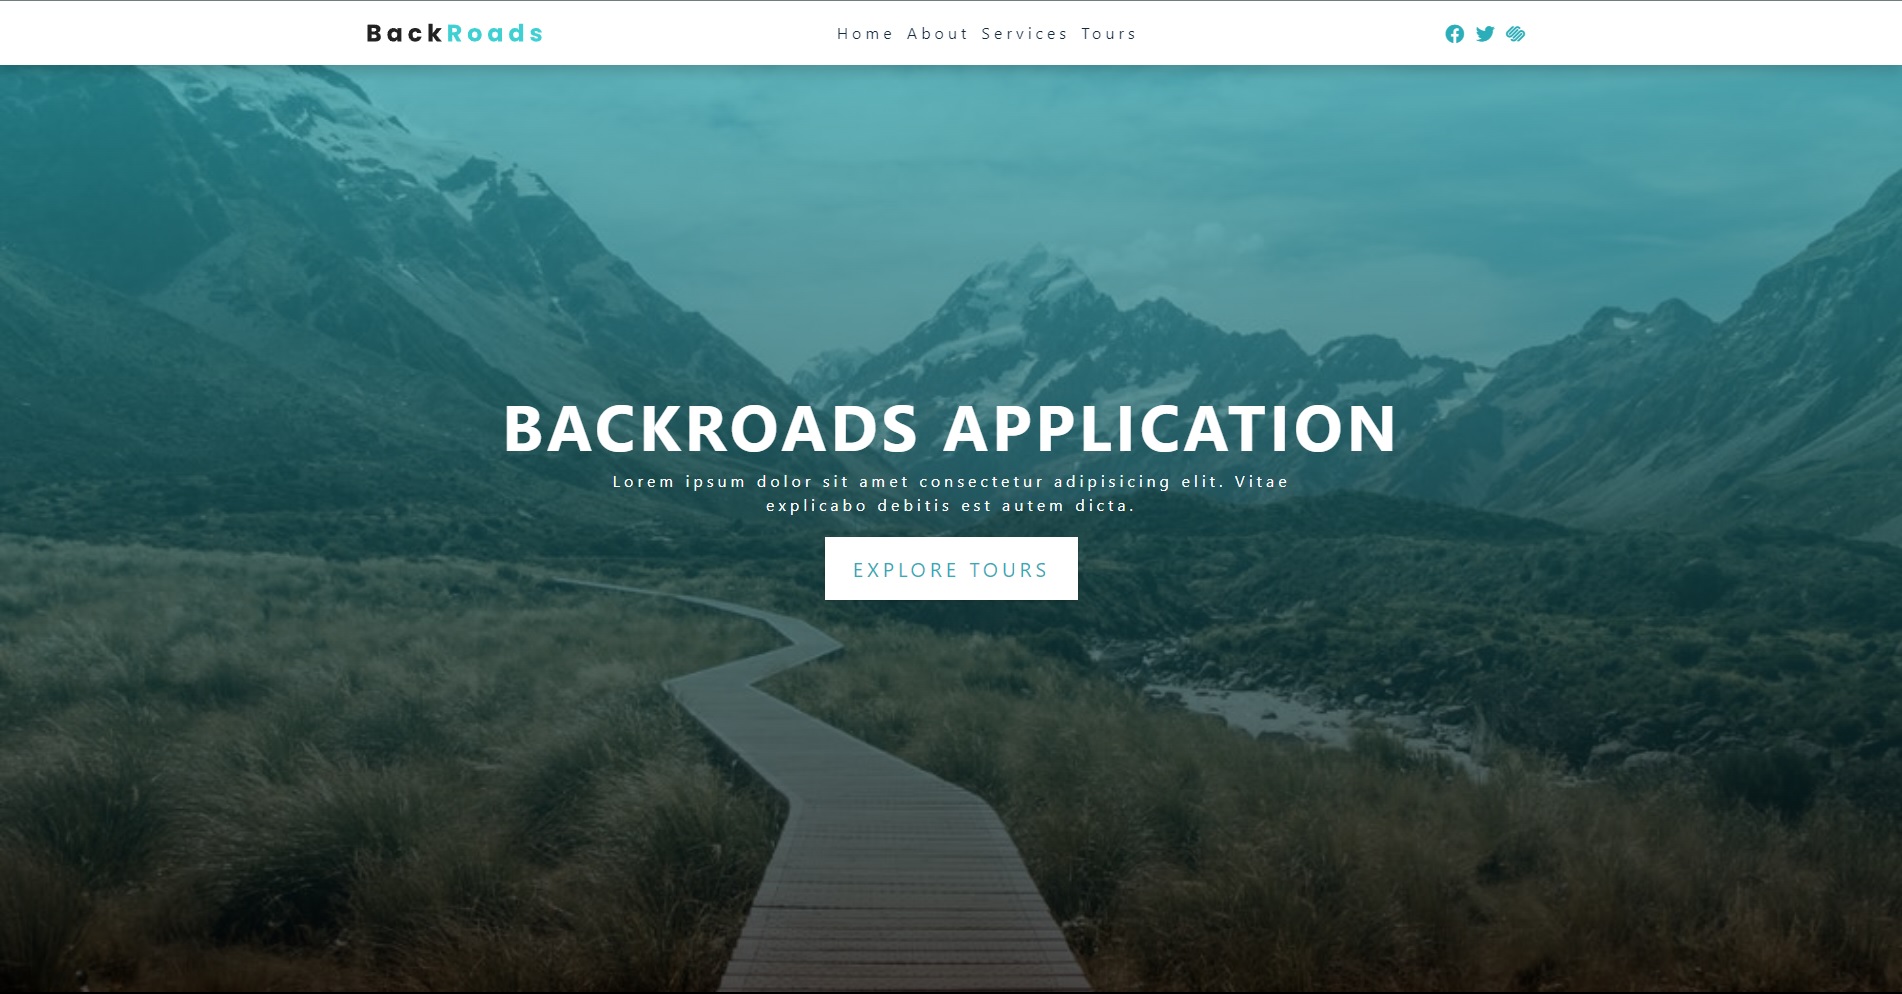 BackRoads
Home About Services Tours
BACKROADS APPLICATION
Lorem ipsum dolor sit amet consectetur adipisicing elit. Vitae
explicabo debitis est autem dicta.
EXPLORE TOURS